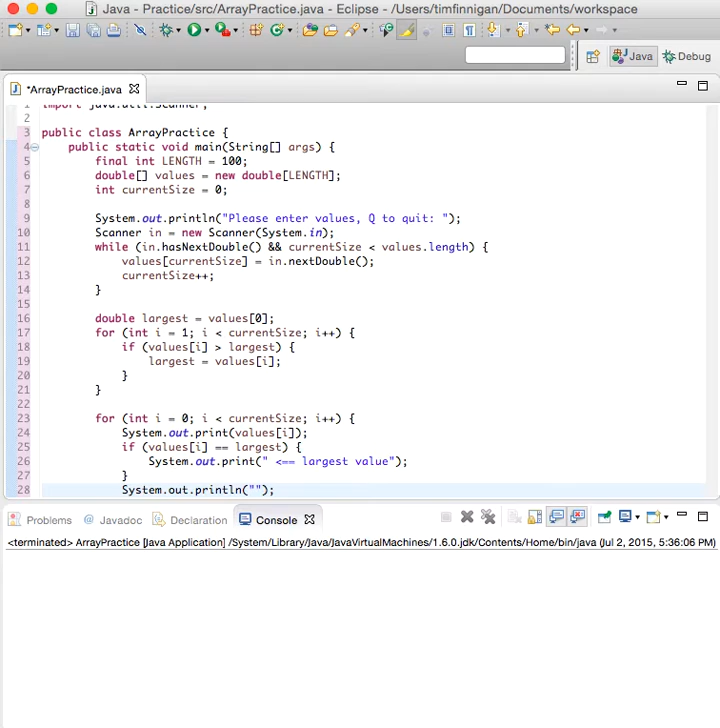 Java - Practice/src/ArrayPractice.java - Eclipse - /Users/timfinnigan/Documents/workspace
Java Debug
*ArrayPractice.java
1 import java.util.Scanner;
2
3 public class ArrayPractice {
4 public static void main(String[] args) {
5 final int LENGTH = 100;
6 double[] values = new double[LENGTH];
7 int currentSize = 0;
8
9 System.out.println("Please enter values, Q to quit: ");
10 Scanner in = new Scanner(System.in);
11 while (in.hasNextDouble() && currentSize < values.length) {
12 values[currentSize] = in.nextDouble();
13 currentSize++;
14 }
15
16 double largest = values[0];
17 for (int i = 1; i < currentSize; i++) {
18 if (values[i] > largest) {
19 largest = values[i];
20 }
21 }
22
23 for (int i = 0; i < currentSize; i++) {
24 System.out.print(values[i]);
25 if (values[i] == largest) {
26 System.out.print(" <== largest value");
27 }
28 System.out.println("");
Problems @ Javadoc Declaration Console
<terminated> ArrayPractice [Java Application] /System/Library/Java/JavaVirtualMachines/1.6.0.jdk/Contents/Home/bin/java (Jul 2, 2015, 5:36:06 PM)